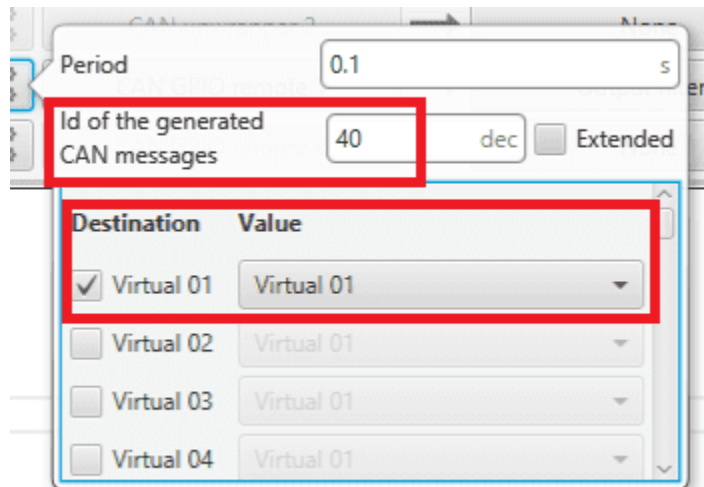 Period 0.1 s
Id of the generated
CAN messages
40 dec Extended
Destination Value
Virtual 01 Virtual 01
Virtual 02 Virtual 01
Virtual 03 Virtual 01
Virtual 04 Virtual 01